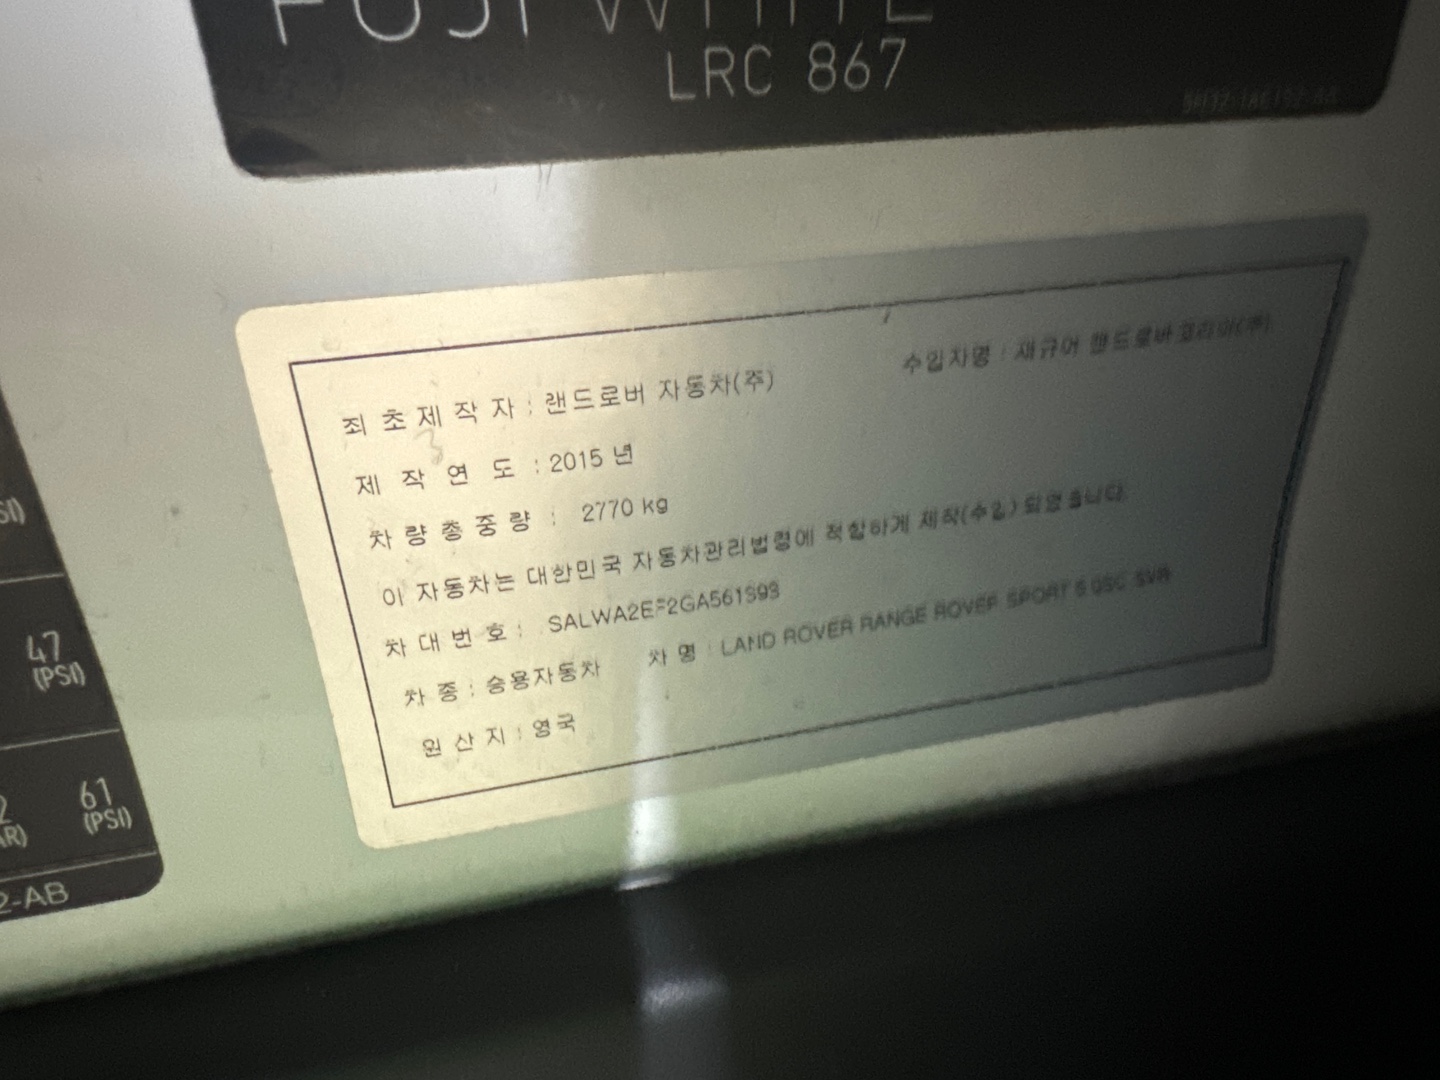 FUJI WHITE
LRC 867
최초제작자 : 랜드로버 자동차(주) 수입자명 : 재규어 랜드로버 코리아(주)
제작연도 : 2015 년
차량총중량 : 2770 kg
이 자동차는 대한민국 자동차관리법령에 적합하게 제작(수입) 되었습니다.
차대번호 :
차종 : 승용자동차 차명 : LAND ROVER RANGE ROVER SPORT 5.0SC SVR
원산지 : 영국
47
(PSI)
61
(PSI)
2-AB